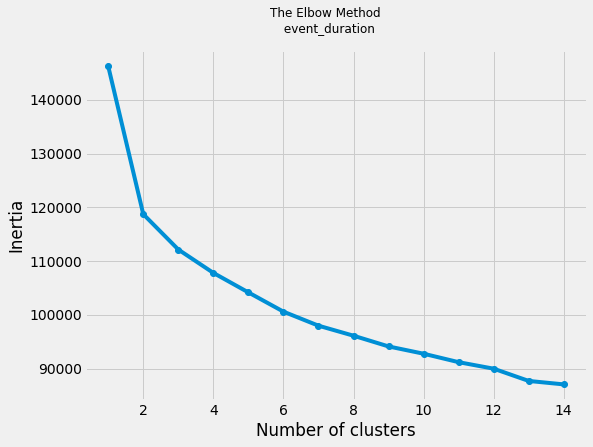 The Elbow Method
event_duration
140000
130000
120000
110000
100000
90000
Inertia
2 4 6 8 10 12 14
Number of clusters